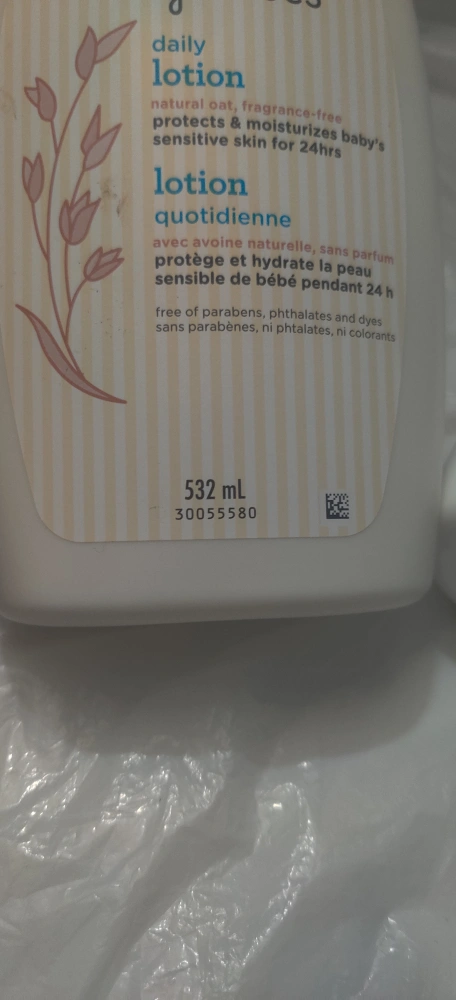 daily
lotion
natural oat, fragrance-free
protects & moisturizes baby's
sensitive skin for 24hrs
lotion
quotidienne
avec avoine naturelle, sans parfum
protège et hydrate la peau
sensible de bébé pendant 24 h
free of parabens, phthalates and dyes
sans parabènes, ni phtalates, ni colorants
532 mL
30055580